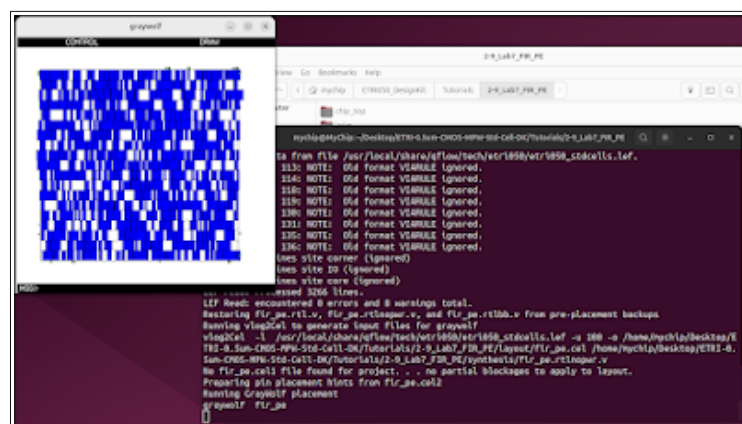 graywolf
CONTROL DRAW
2-9_Lab7_FIR_PE
View Go Bookmarks Help
mychip ETRI050_DesignKit Tutorials 2-9_Lab7_FIR_PE
chip_top
mychip@MyChip: ~/Desktop/ETRI-0.5um-CMOS-MPW-Std-Cell-DK/Tutorials/2-9_Lab7_FIR_PE
ta from file /usr/local/share/qflow/tech/etri050/etri050_stdcells.lef.
113: NOTE: Old format VIARULE ignored.
114: NOTE: Old format VIARULE ignored.
118: NOTE: Old format VIARULE ignored.
119: NOTE: Old format VIARULE ignored.
130: NOTE: Old format VIARULE ignored.
131: NOTE: Old format VIARULE ignored.
135: NOTE: Old format VIARULE ignored.
136: NOTE: Old format VIARULE ignored.
ines site corner (ignored)
ines site IO (ignored)
ines site core (ignored)
LEF Read: Processed 3266 lines.
LEF Read: encountered 0 errors and 8 warnings total.
Restoring fir_pe.rtl.v, fir_pe.rtlnopwr.v, and fir_pe.rtlbb.v from pre-placement backups
Running vlog2Cel to generate input files for graywolf
vlog2Cel -l /usr/local/share/qflow/tech/etri050/etri050_stdcells.lef -u 100 -o /home/mychip/Desktop/E
TRI-0.5um-CMOS-MPW-Std-Cell-DK/Tutorials/2-9_Lab7_FIR_PE/layout/fir_pe.cel /home/mychip/Desktop/ETRI-0.
5um-CMOS-MPW-Std-Cell-DK/Tutorials/2-9_Lab7_FIR_PE/synthesis/fir_pe.rtlnopwr.v
No fir_pe.cel1 file found for project. . . no partial blockages to apply to layout.
Preparing pin placement hints from fir_pe.cel2
Running GrayWolf placement
graywolf fir_pe